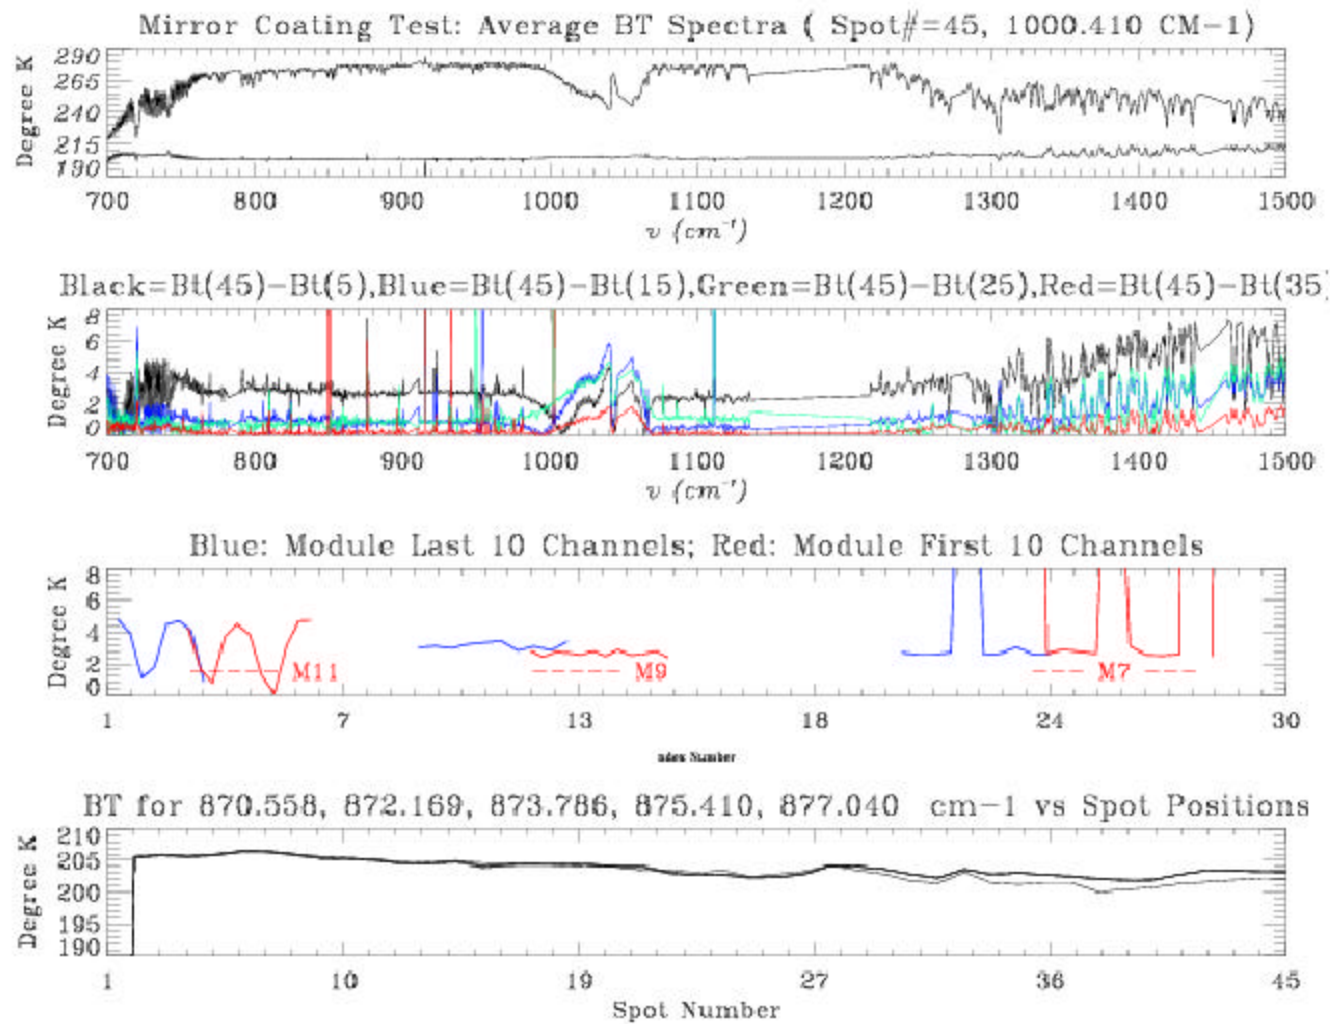 Mirror Coating Test: Average BT Spectra ( Spot#=45, 1000.410 CM-1)
Degree K
290
265
240
215
190
700 800 900 1000 1100 1200 1300 1400 1500
ν (cm⁻¹)
Black=Bt(45)-Bt(5),Blue=Bt(45)-Bt(15),Green=Bt(45)-Bt(25),Red=Bt(45)-Bt(35)
Degree K
8
6
4
2
0
700 800 900 1000 1100 1200 1300 1400 1500
ν (cm⁻¹)
Blue: Module Last 10 Channels; Red: Module First 10 Channels
Degree K
8
6
4
2
0
M11 M9 M7
1 7 13 18 24 30
Index Number
BT for 870.558, 872.169, 873.786, 875.410, 877.040 cm-1 vs Spot Positions
Degree K
210
205
200
195
190
1 10 19 27 36 45
Spot Number